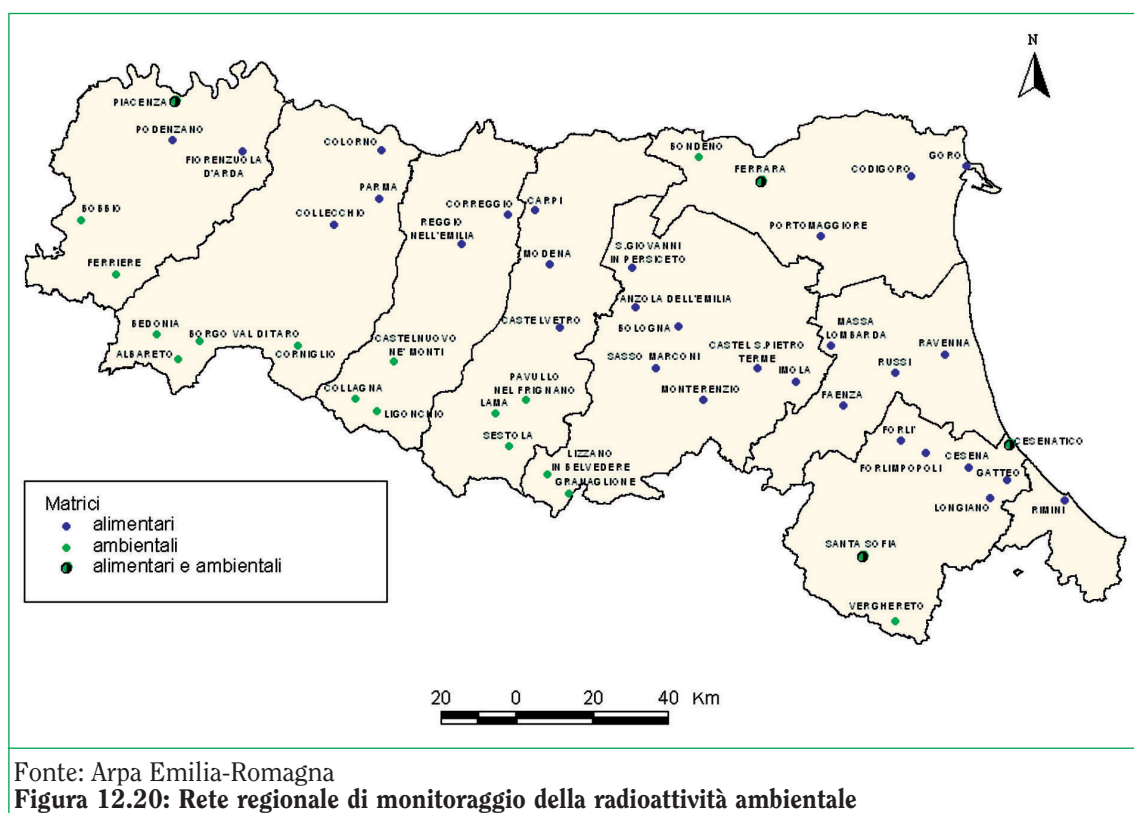 N
PIACENZA
PODENZANO
FIORENZUOLA
D'ARDA
BOBBIO
FERRIERE
COLORNO
PARMA
COLLECCHIO
BEDONIA
BORGO VAL DI TARO
ALBARETO
CORNIGLIO
CORREGGIO
REGGIO
NELL'EMILIA
CASTELNUOVO
NE' MONTI
COLLAGNA
LIGONCHIO
CARPI
MODENA
CASTELVETRO
PAVULLO
NEL FRIGNANO
LAMA
SESTOLA
LIZZANO
IN BELVEDERE
GRANAGLIONE
BONDENO
FERRARA
CODIGORO
GORO
PORTOMAGGIORE
S.GIOVANNI
IN PERSICETO
ANZOLA DELL'EMILIA
BOLOGNA
SASSO MARCONI
CASTEL S.PIETRO
TERME
IMOLA
MONTERENZIO
MASSA
LOMBARDA
RAVENNA
RUSSI
FAENZA
FORLI'
FORLIMPOPOLI
CESENA
CESENATICO
GATTEO
LONGIANO
RIMINI
SANTA SOFIA
VERGHERETO
Matrici
alimentari
ambientali
alimentari e ambientali
20 0 20 40 Km
Fonte: Arpa Emilia-Romagna
Figura 12.20: Rete regionale di monitoraggio della radioattività ambientale